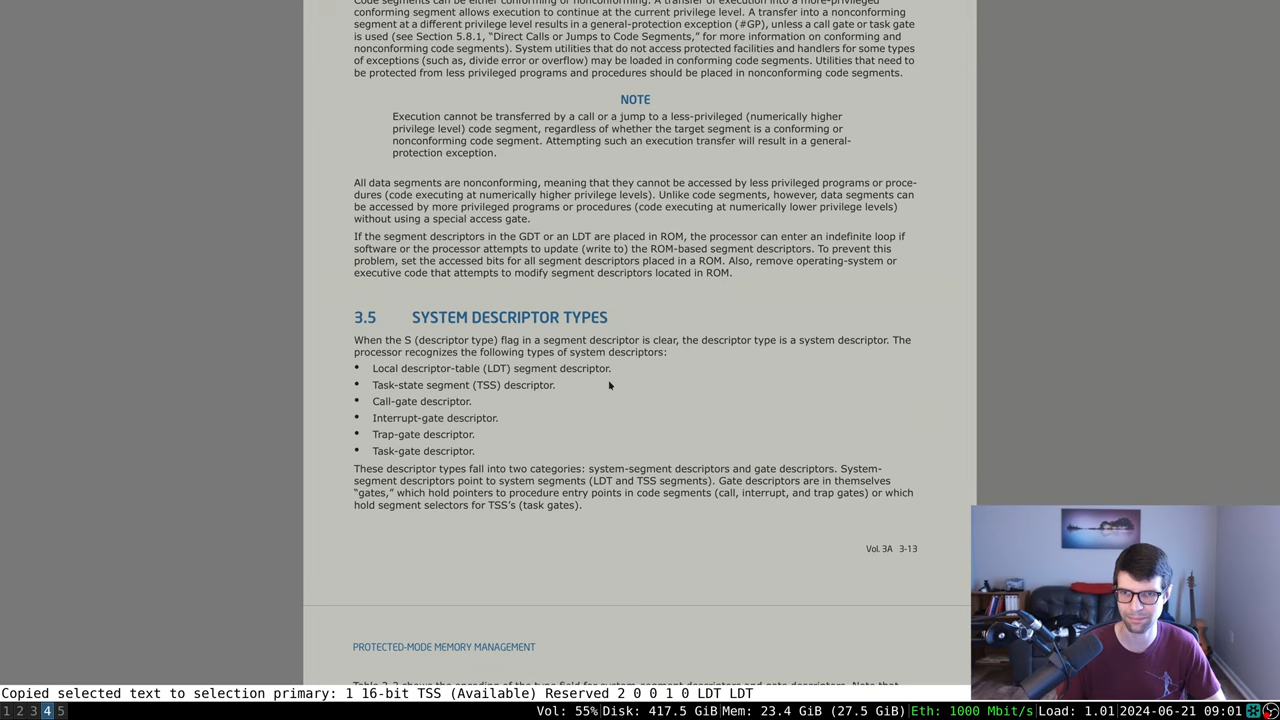 Code segments can be either conforming or nonconforming. A transfer of execution into a more-privileged
conforming segment allows execution to continue at the current privilege level. A transfer into a nonconforming
segment at a different privilege level results in a general-protection exception (#GP), unless a call gate or task gate
is used (see Section 5.8.1, “Direct Calls or Jumps to Code Segments,” for more information on conforming and
nonconforming code segments). System utilities that do not access protected facilities and handlers for some types
of exceptions (such as, divide error or overflow) may be loaded in conforming code segments. Utilities that need to
be protected from less privileged programs and procedures should be placed in nonconforming code segments.
NOTE
Execution cannot be transferred by a call or a jump to a less-privileged (numerically higher
privilege level) code segment, regardless of whether the target segment is a conforming or
nonconforming code segment. Attempting such an execution transfer will result in a general-
protection exception.
All data segments are nonconforming, meaning that they cannot be accessed by less privileged programs or proce-
dures (code executing at numerically higher privilege levels). Unlike code segments, however, data segments can
be accessed by more privileged programs or procedures (code executing at numerically lower privilege levels)
without using a special access gate.
If the segment descriptors in the GDT or an LDT are placed in ROM, the processor can enter an indefinite loop if
software or the processor attempts to update (write to) the ROM-based segment descriptors. To prevent this
problem, set the accessed bits for all segment descriptors placed in a ROM. Also, remove operating-system or
executive code that attempts to modify segment descriptors located in ROM.
3.5 SYSTEM DESCRIPTOR TYPES
When the S (descriptor type) flag in a segment descriptor is clear, the descriptor type is a system descriptor. The
processor recognizes the following types of system descriptors:
• Local descriptor-table (LDT) segment descriptor.
• Task-state segment (TSS) descriptor.
• Call-gate descriptor.
• Interrupt-gate descriptor.
• Trap-gate descriptor.
• Task-gate descriptor.
These descriptor types fall into two categories: system-segment descriptors and gate descriptors. System-
segment descriptors point to system segments (LDT and TSS segments). Gate descriptors are in themselves
“gates,” which hold pointers to procedure entry points in code segments (call, interrupt, and trap gates) or which
hold segment selectors for TSS’s (task gates).
Vol. 3A 3-13
PROTECTED-MODE MEMORY MANAGEMENT
Copied selected text to selection primary: 1 16-bit TSS (Available) Reserved 2 0 0 1 0 LDT LDT
1 2 3 4 5 Vol: 55%|Disk: 417.5 GiB|Mem: 23.4 GiB (27.5 GiB)|Eth: 1000 Mbit/s|Load: 1.01|2024-06-21 09:01